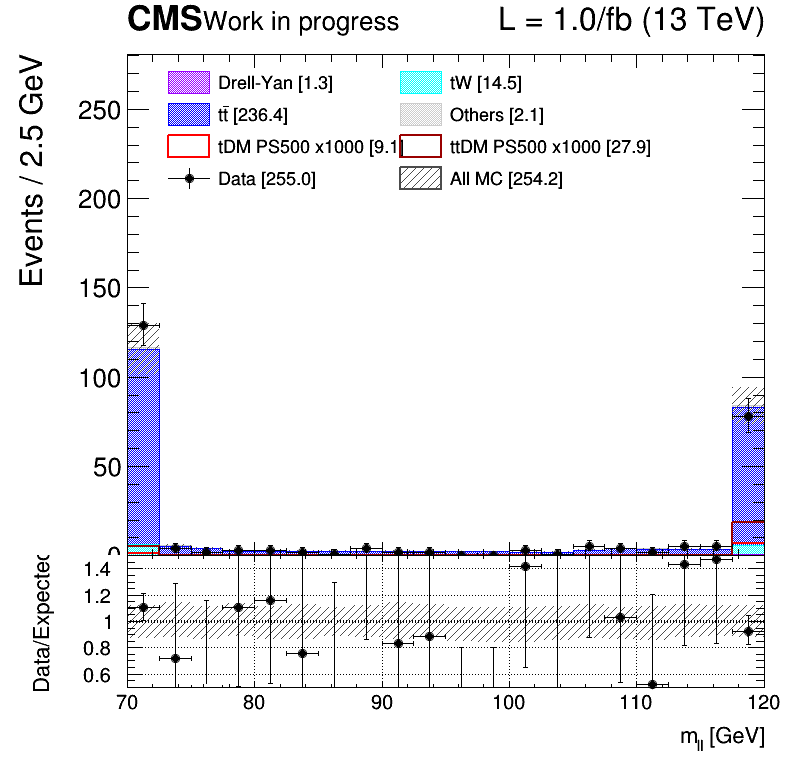 CMS Work in progress L = 1.0/fb (13 TeV)
Events / 2.5 GeV
Drell-Yan [1.3] tW [14.5]
tt̄ [236.4] Others [2.1]
tDM PS500 x1000 [9.1] ttDM PS500 x1000 [27.9]
Data [255.0] All MC [254.2]
250
200
150
100
50
0
Data/Expected
1.4
1.2
1
0.8
0.6
70 80 90 100 110 120
m_ll [GeV]